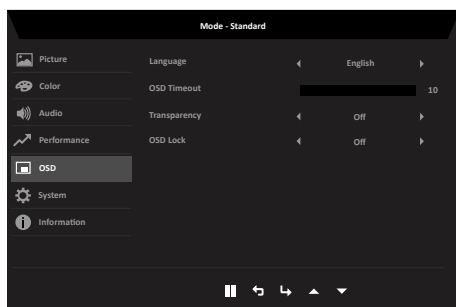 Mode - Standard
Picture
Color
Audio
Performance
OSD
System
Information
Language English
OSD Timeout 10
Transparency Off
OSD Lock Off